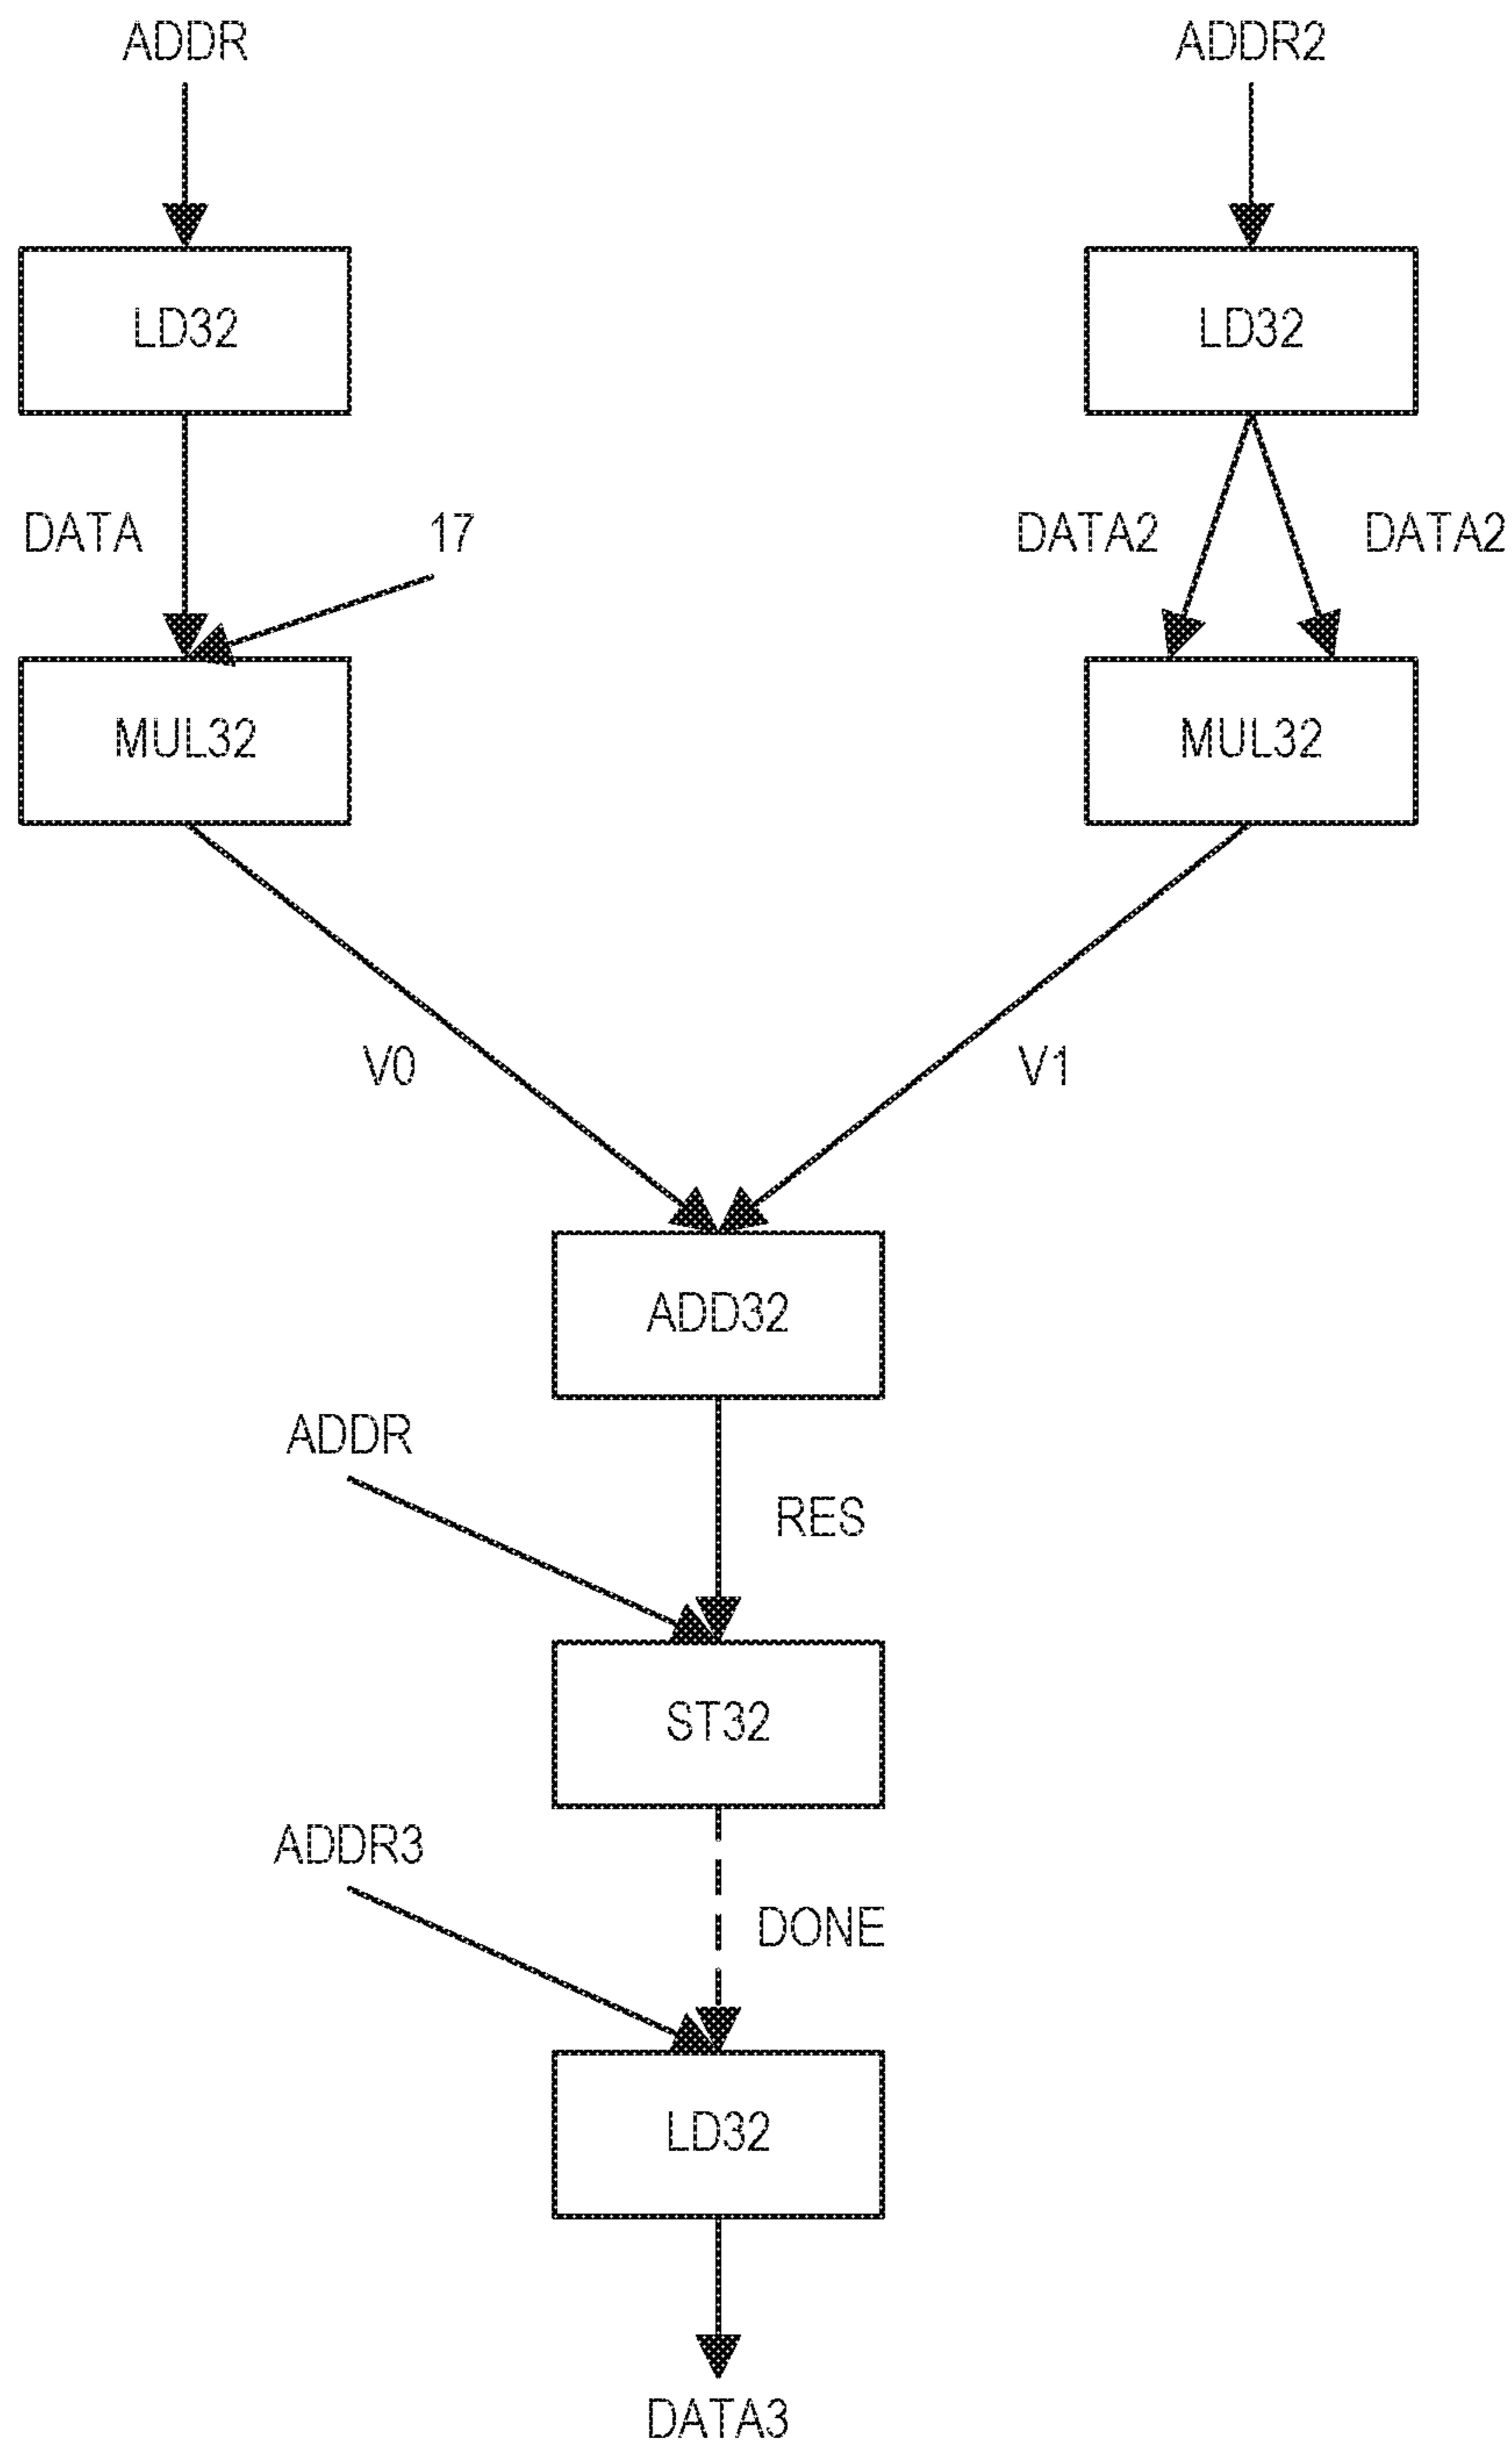 ADDR
ADDR2
LD32
LD32
DATA
17
DATA2
DATA2
MUL32
MUL32
V0
V1
ADD32
ADDR
RES
ST32
ADDR3
DONE
LD32
DATA3